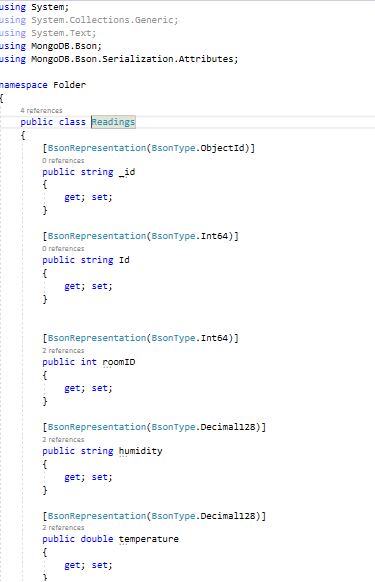 using System;
using System.Collections.Generic;
using System.Text;
using MongoDB.Bson;
using MongoDB.Bson.Serialization.Attributes;
namespace Folder
{
4 references
public class Readings
{
[BsonRepresentation(BsonType.ObjectId)]
0 references
public string _id
{
get; set;
}
[BsonRepresentation(BsonType.Int64)]
0 references
public string Id
{
get; set;
}
[BsonRepresentation(BsonType.Int64)]
2 references
public int roomID
{
get; set;
}
[BsonRepresentation(BsonType.Decimal128)]
2 references
public string humidity
{
get; set;
}
[BsonRepresentation(BsonType.Decimal128)]
2 references
public double temperature
{
get; set;
}